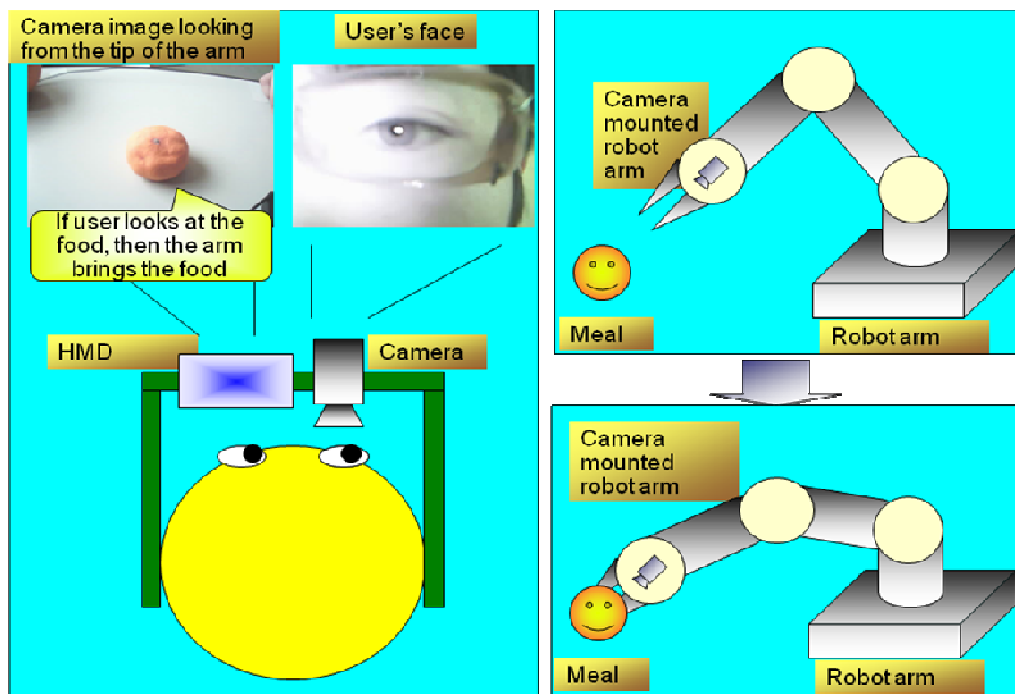 Camera image looking
from the tip of the arm
User's face
If user looks at the
food, then the arm
brings the food
HMD
Camera
Camera
mounted
robot
arm
Meal
Robot arm
Camera
mounted
robot arm
Meal
Robot arm